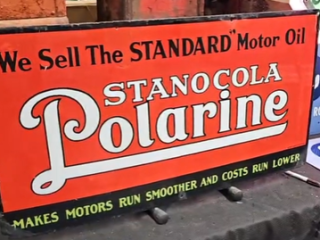 We Sell The STANDARD" Motor Oil
STANOCOLA
Polarine
MAKES MOTORS RUN SMOOTHER AND COSTS RUN LOWER